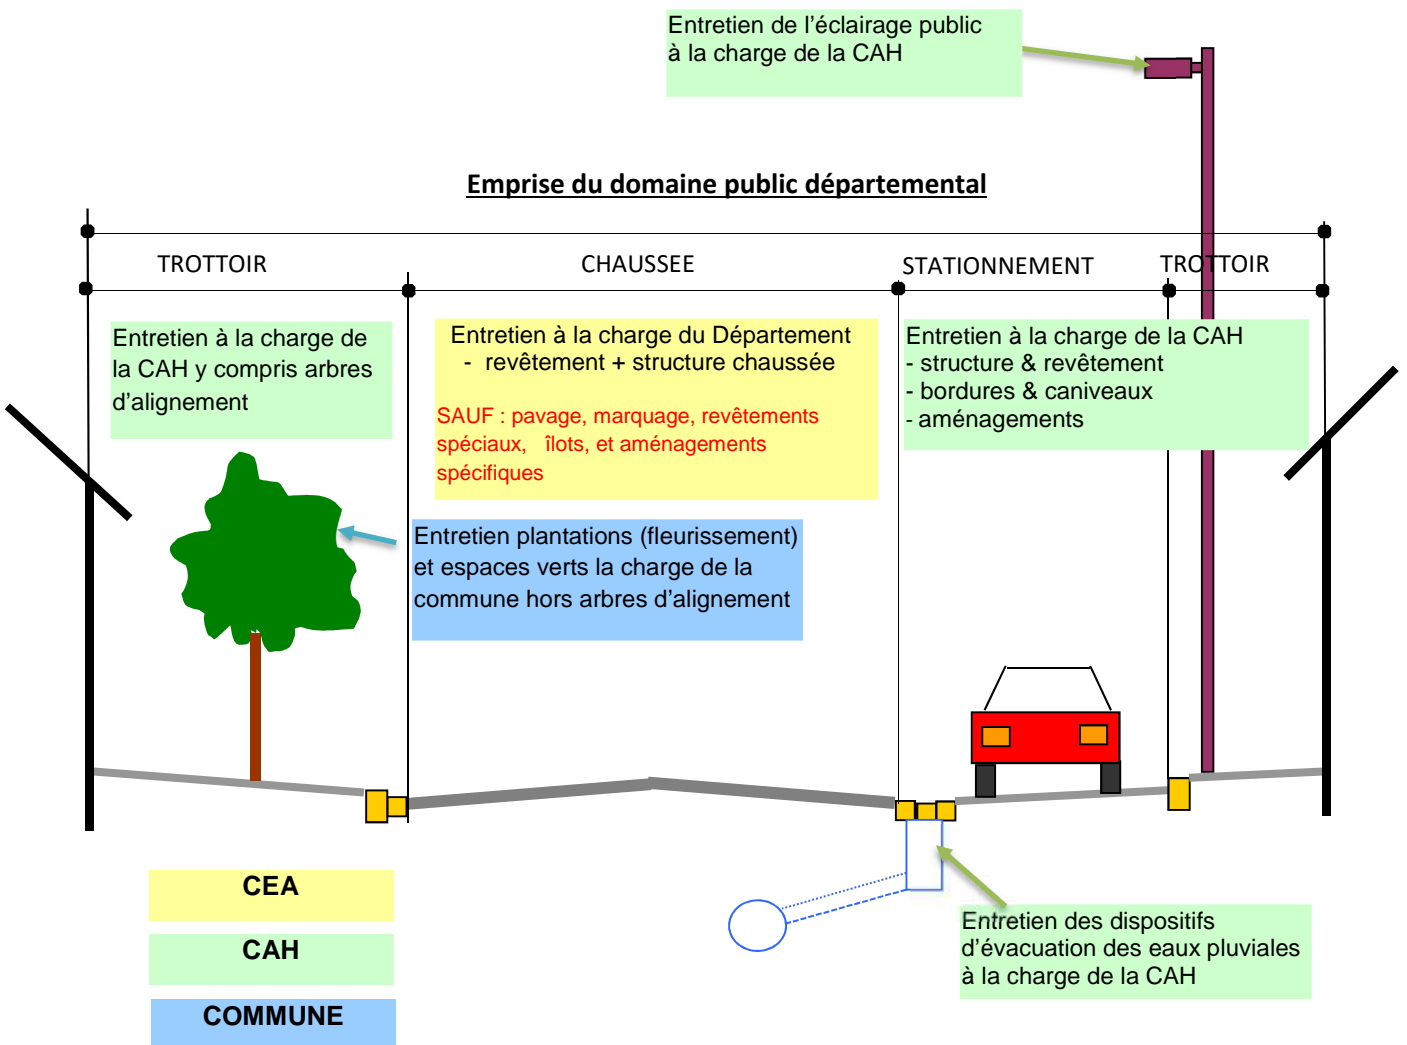 Entretien de l'éclairage public
à la charge de la CAH
Emprise du domaine public départemental
TROTTOIR
CHAUSSEE
STATIONNEMENT
TROTTOIR
Entretien à la charge de
la CAH y compris arbres
d'alignement
Entretien à la charge du Département
- revêtement + structure chaussée
SAUF : pavage, marquage, revêtements
spéciaux, îlots, et aménagements
spécifiques
Entretien à la charge de la CAH
- structure & revêtement
- bordures & caniveaux
- aménagements
Entretien plantations (fleurissement)
et espaces verts la charge de la
commune hors arbres d'alignement
CEA
CAH
COMMUNE
Entretien des dispositifs
d'évacuation des eaux pluviales
à la charge de la CAH